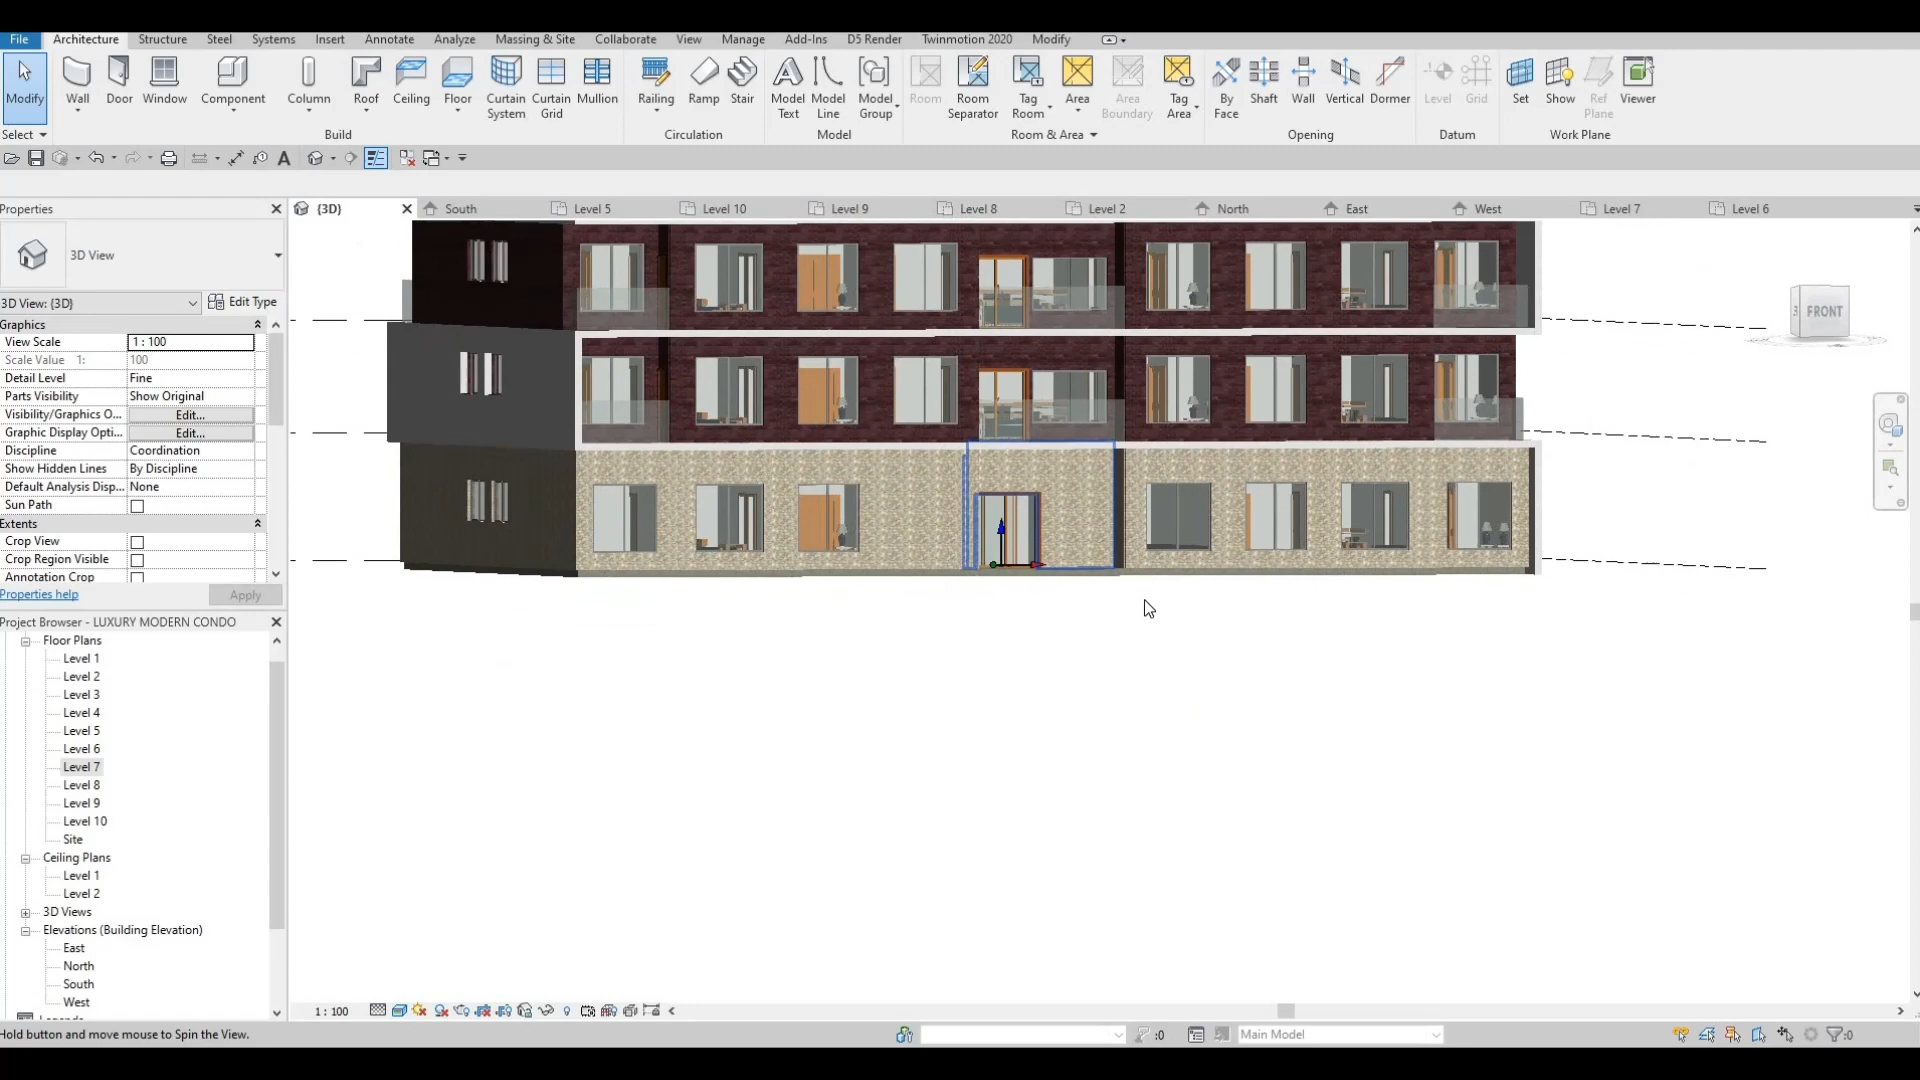 File Architecture Structure Steel Systems Insert Annotate Analyze Massing & Site Collaborate View Manage Add-Ins D5 Render Twinmotion 2020 Modify
Modify Wall Door Window Component Column Roof Ceiling Floor Curtain System Curtain Grid Mullion Railing Ramp Stair Model Text Model Line Model Group Room Room Separator Tag Room Area Area Boundary Tag Area By Face Shaft Wall Vertical Dormer Level Grid Set Show Ref Plane Viewer
Select Build Circulation Model Room & Area Opening Datum Work Plane
Properties
{3D} South Level 5 Level 10 Level 9 Level 8 Level 2 North East West Level 7 Level 6
3D View
3D View: {3D} Edit Type
Graphics
View Scale 1 : 100
Scale Value 1: 100
Detail Level Fine
Parts Visibility Show Original
Visibility/Graphics O... Edit...
Graphic Display Opti... Edit...
Discipline Coordination
Show Hidden Lines By Discipline
Default Analysis Disp... None
Sun Path
Extents
Crop View
Crop Region Visible
Annotation Crop
Properties help Apply
FRONT
Project Browser - LUXURY MODERN CONDO
Floor Plans
Level 1
Level 2
Level 3
Level 4
Level 5
Level 6
Level 7
Level 8
Level 9
Level 10
Site
Ceiling Plans
Level 1
Level 2
3D Views
Elevations (Building Elevation)
East
North
South
West
1 : 100
Hold button and move mouse to Spin the View. :0 Main Model :0